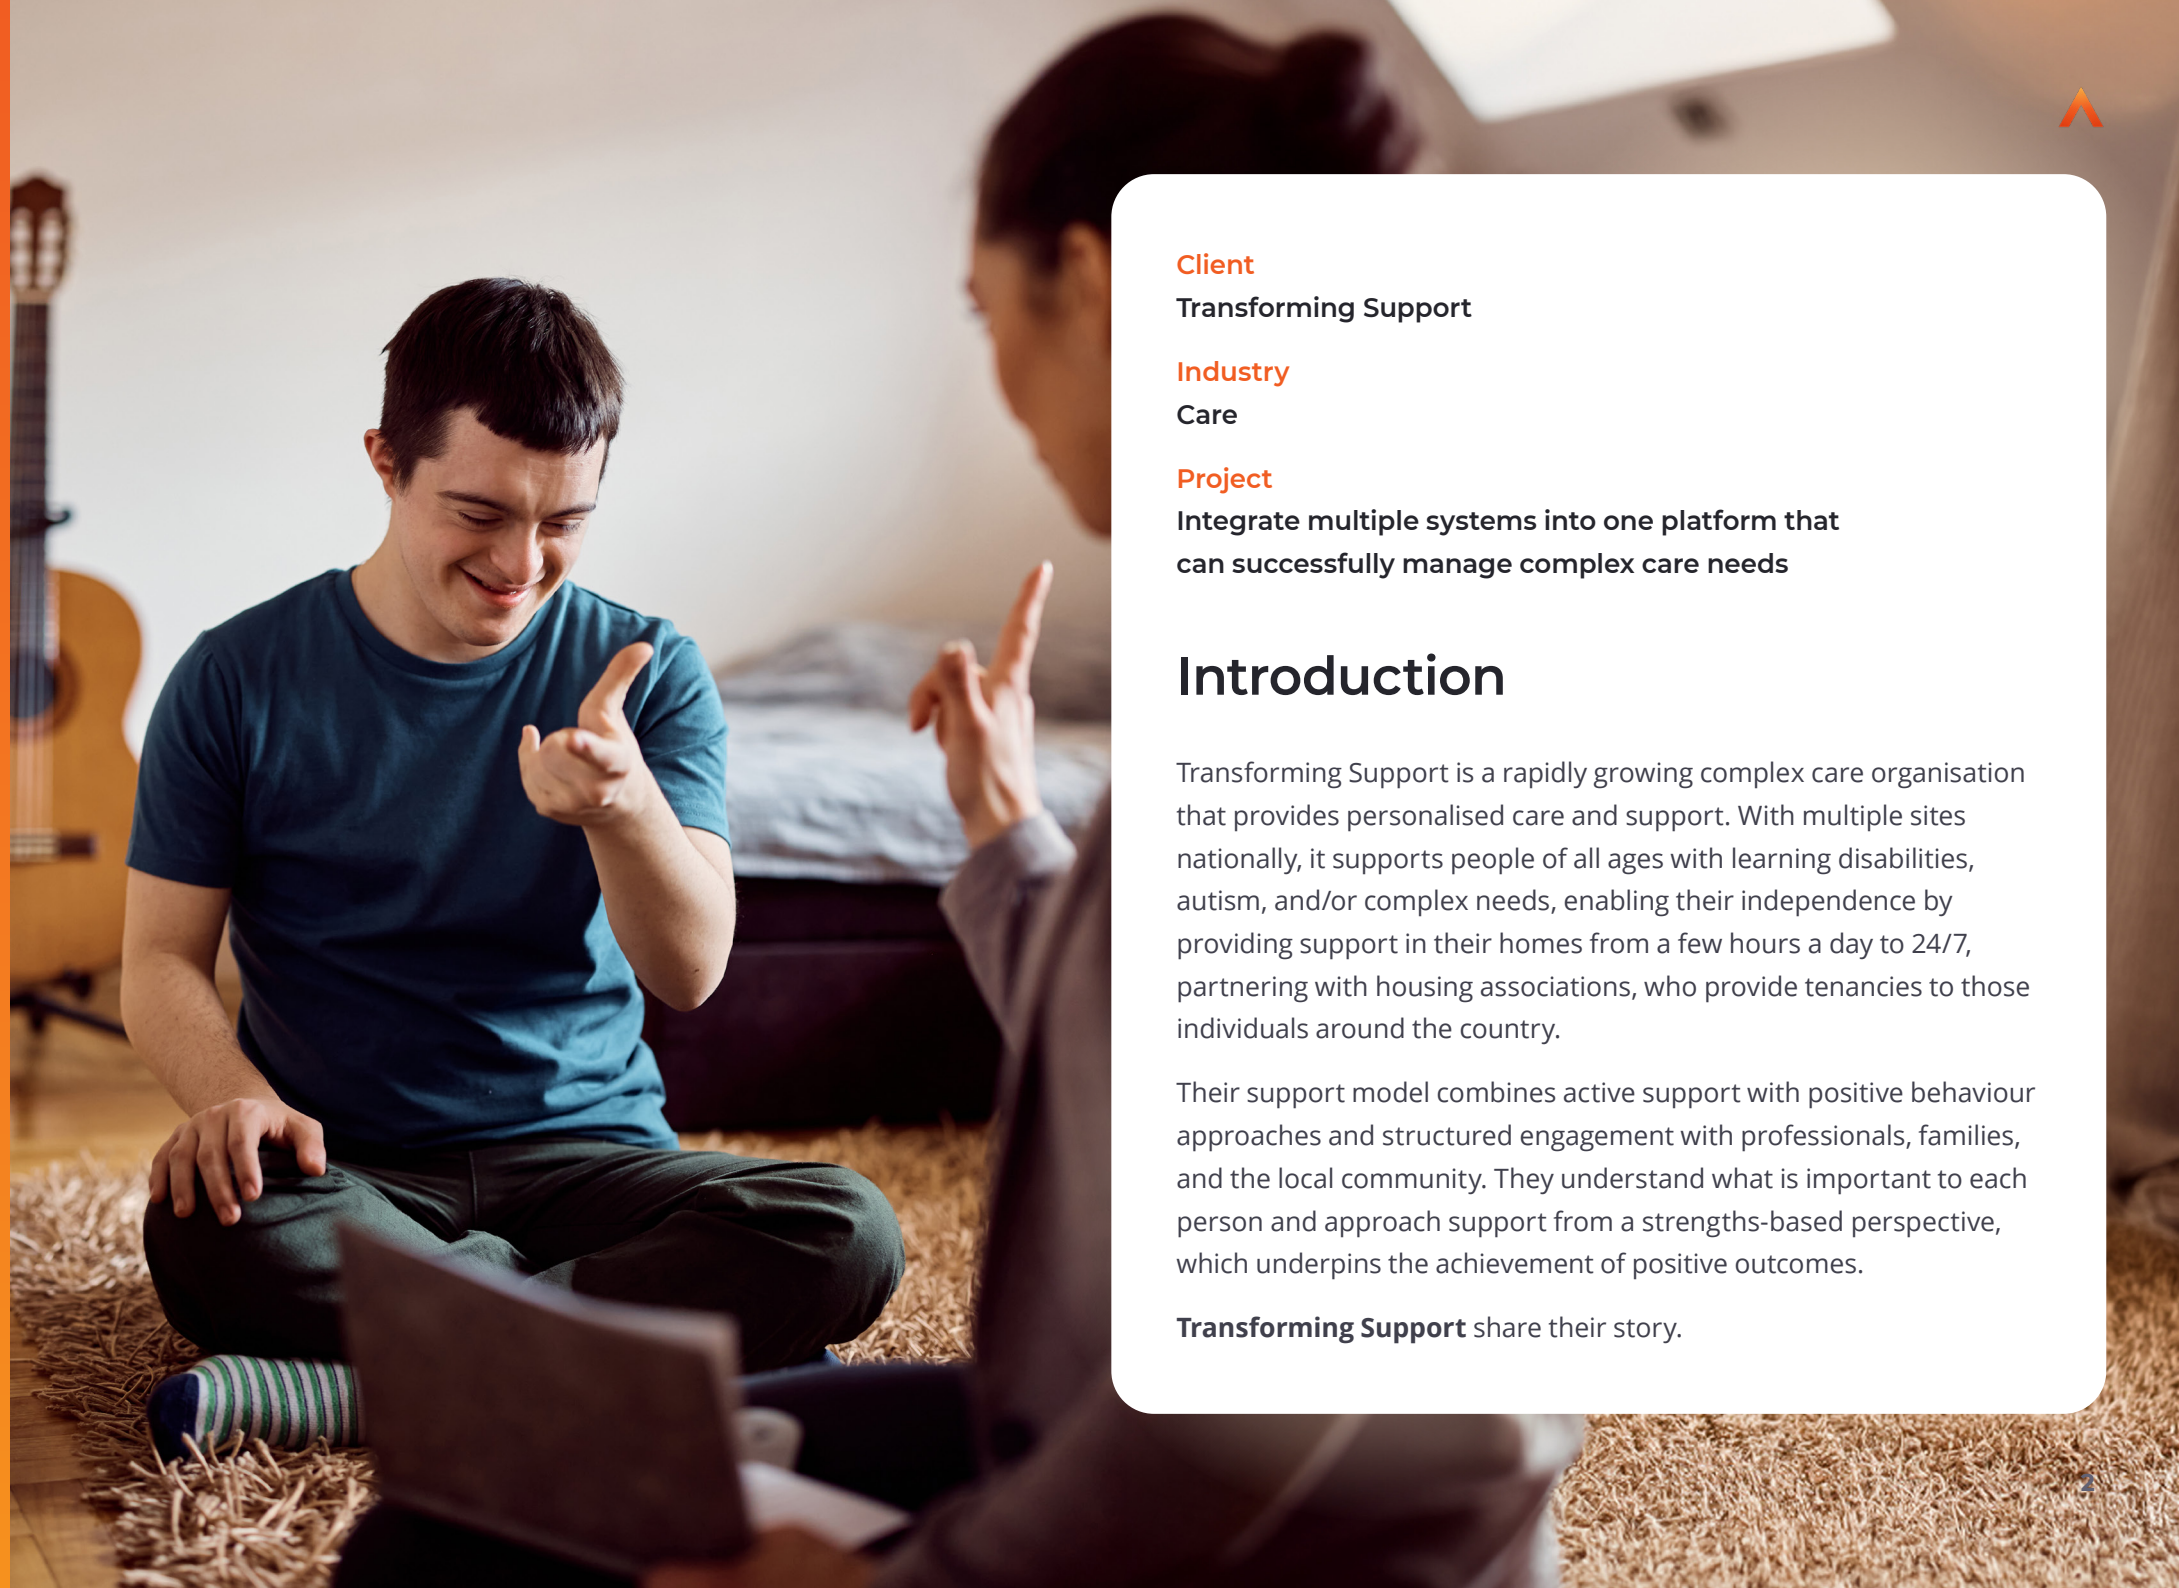 Client
Transforming Support
Industry
Care
Project
Integrate multiple systems into one platform that
can successfully manage complex care needs
Introduction
Transforming Support is a rapidly growing complex care organisation
that provides personalised care and support. With multiple sites
nationally, it supports people of all ages with learning disabilities,
autism, and/or complex needs, enabling their independence by
providing support in their homes from a few hours a day to 24/7,
partnering with housing associations, who provide tenancies to those
individuals around the country.
Their support model combines active support with positive behaviour
approaches and structured engagement with professionals, families,
and the local community. They understand what is important to each
person and approach support from a strengths-based perspective,
which underpins the achievement of positive outcomes.
Transforming Support share their story.
2